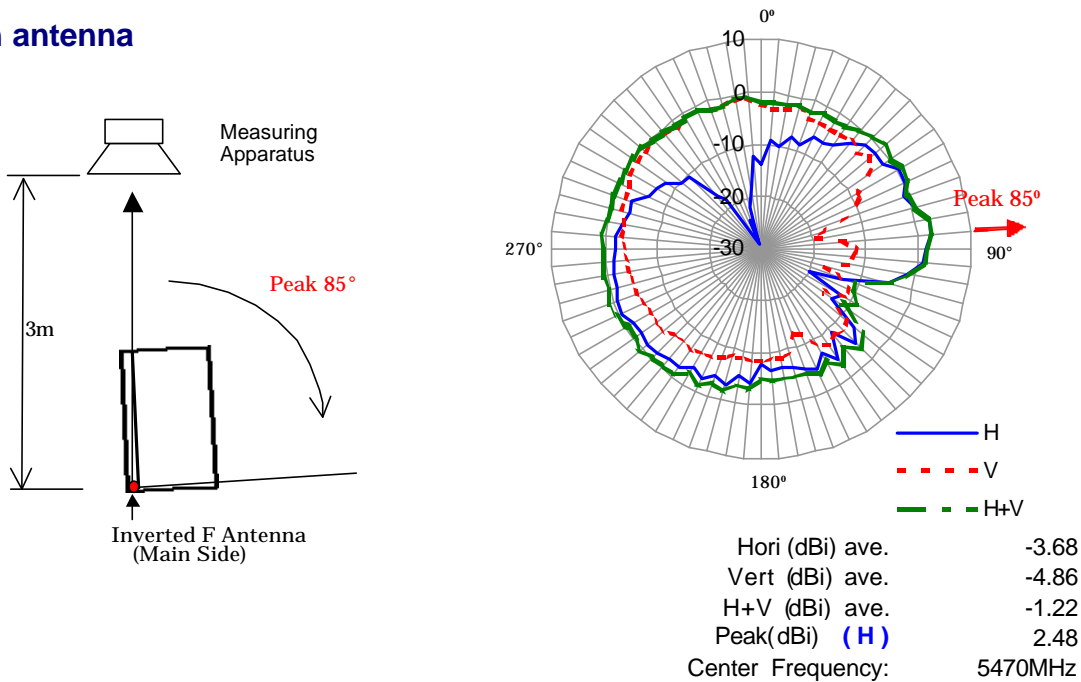 antenna
Measuring
Apparatus
Peak 85°
3m
Inverted F Antenna
(Main Side)
0º
10
0
-10
-20
-30
270°
90°
180º
Peak 85º
H
V
H+V
Hori (dBi) ave. -3.68
Vert (dBi) ave. -4.86
H+V (dBi) ave. -1.22
Peak(dBi) ( H ) 2.48
Center Frequency: 5470MHz